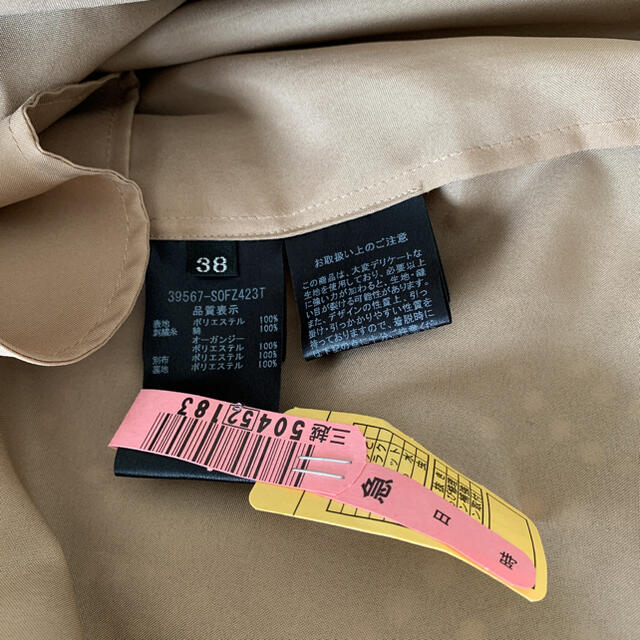 38
39567-SOFZ423T
品質表示
表地 ポリエステル 100%
刺繍糸 綿 100%
オーガンジー
ポリエステル 100%
別布 ポリエステル 100%
裏地 ポリエステル 100%
お取扱い上のご注意
この商品は、大変デリケートな
生地を使用しており、必要以上
に強い力が加わると、生地・縫
い目が裂ける可能性があります。
また、デザインの性質上、引っ
掛け・引っかかりやすい性質を
持っておりますので、着脱時に
三越 50452183
急 日 時